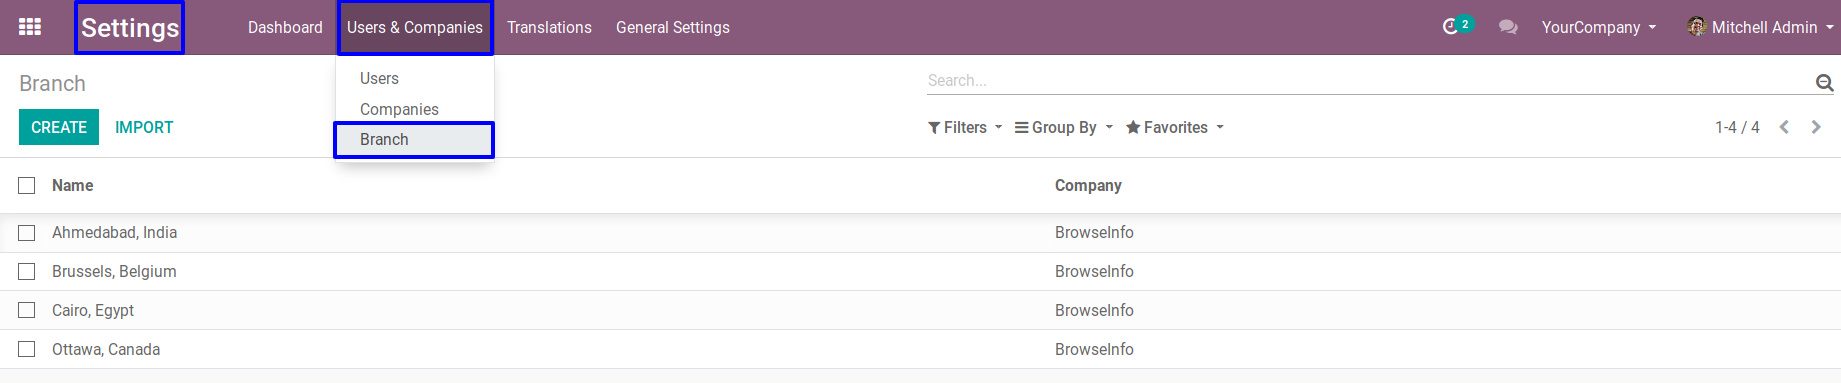 Settings Dashboard Users & Companies Translations General Settings 2 YourCompany Mitchell Admin
Branch Users Search...
Companies
CREATE IMPORT Branch Filters Group By Favorites 1-4 / 4
Name Company
Ahmedabad, India BrowseInfo
Brussels, Belgium BrowseInfo
Cairo, Egypt BrowseInfo
Ottawa, Canada BrowseInfo